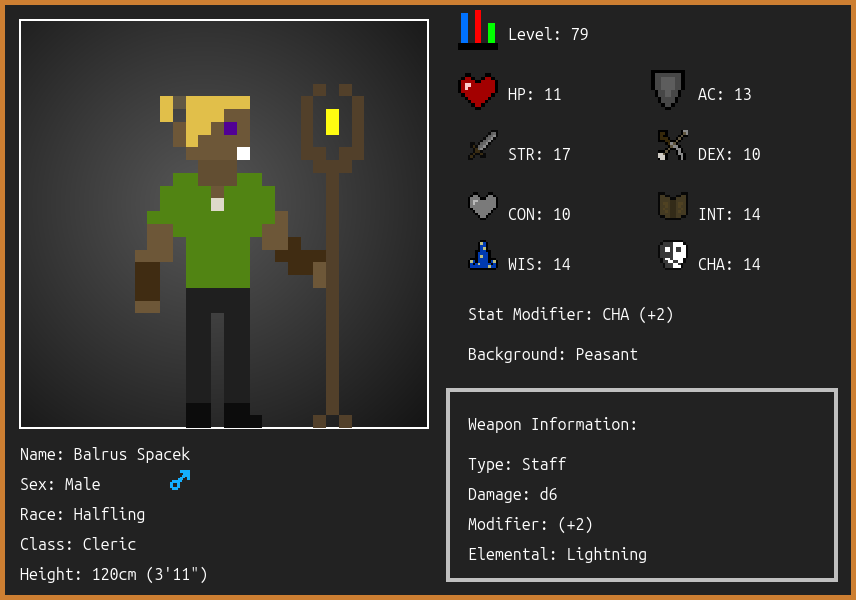 Level: 79
HP: 11
AC: 13
STR: 17
DEX: 10
CON: 10
INT: 14
WIS: 14
CHA: 14
Stat Modifier: CHA (+2)
Background: Peasant
Weapon Information:
Type: Staff
Damage: d6
Modifier: (+2)
Elemental: Lightning
Name: Balrus Spacek
Sex: Male
Race: Halfling
Class: Cleric
Height: 120cm (3'11")